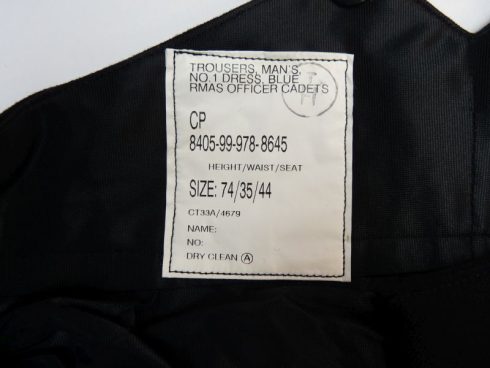 TROUSERS, MAN'S,
NO.1 DRESS, BLUE
RMAS OFFICER CADETS
CP
8405-99-978-8645
HEIGHT/WAIST/SEAT
SIZE: 74/35/44
CT33A/4679
NAME:
NO:
DRY CLEAN A